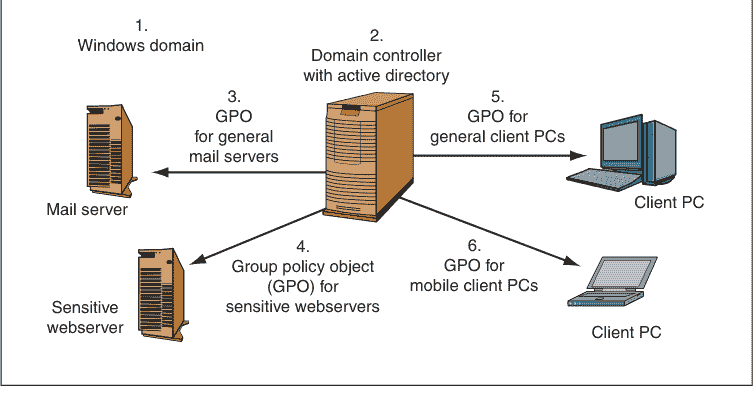 1.
Windows domain
2.
Domain controller
with active directory
3.
GPO
for general
mail servers
5.
GPO for
general client PCs
Mail server
Client PC
4.
Group policy object
(GPO) for
sensitive webservers
6.
GPO for
mobile client PCs
Sensitive
webserver
Client PC